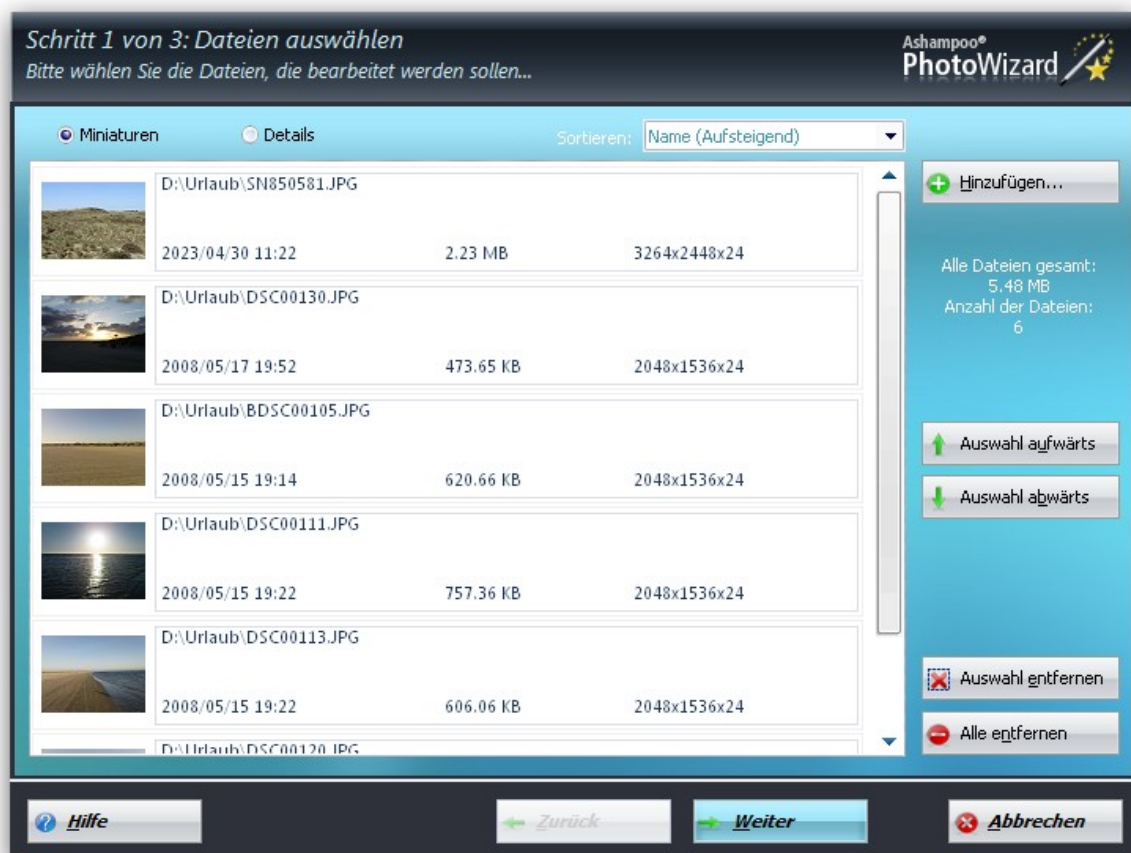 Schritt 1 von 3: Dateien auswählen
Bitte wählen Sie die Dateien, die bearbeitet werden sollen...
Ashampoo®
PhotoWizard
Miniaturen
Details
Sortieren:
Name (Aufsteigend)
D:\Urlaub\SN850581.JPG
2023/04/30 11:22 2.23 MB 3264x2448x24
D:\Urlaub\DSC00130.JPG
2008/05/17 19:52 473.65 KB 2048x1536x24
D:\Urlaub\BDSC00105.JPG
2008/05/15 19:14 620.66 KB 2048x1536x24
D:\Urlaub\DSC00111.JPG
2008/05/15 19:22 757.36 KB 2048x1536x24
D:\Urlaub\DSC00113.JPG
2008/05/15 19:22 606.06 KB 2048x1536x24
D:\Urlaub\DSC00120.JPG
Hinzufügen...
Alle Dateien gesamt:
5.48 MB
Anzahl der Dateien:
6
Auswahl aufwärts
Auswahl abwärts
Auswahl entfernen
Alle entfernen
Hilfe
Zurück
Weiter
Abbrechen